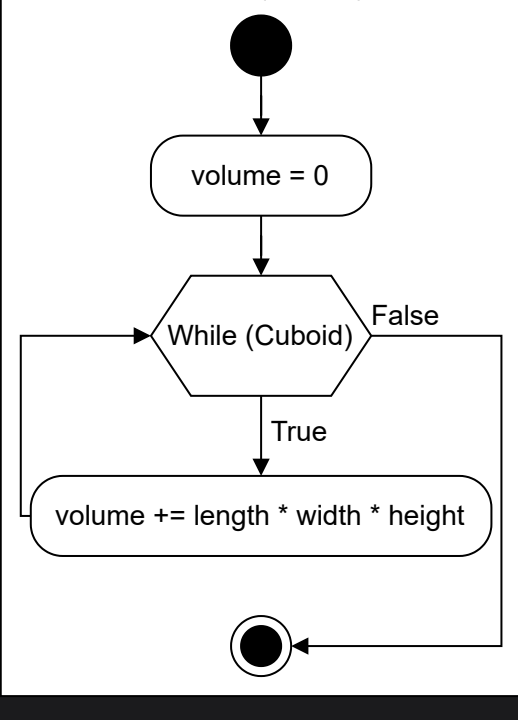 volume = 0
While (Cuboid)
False
True
volume += length * width * height